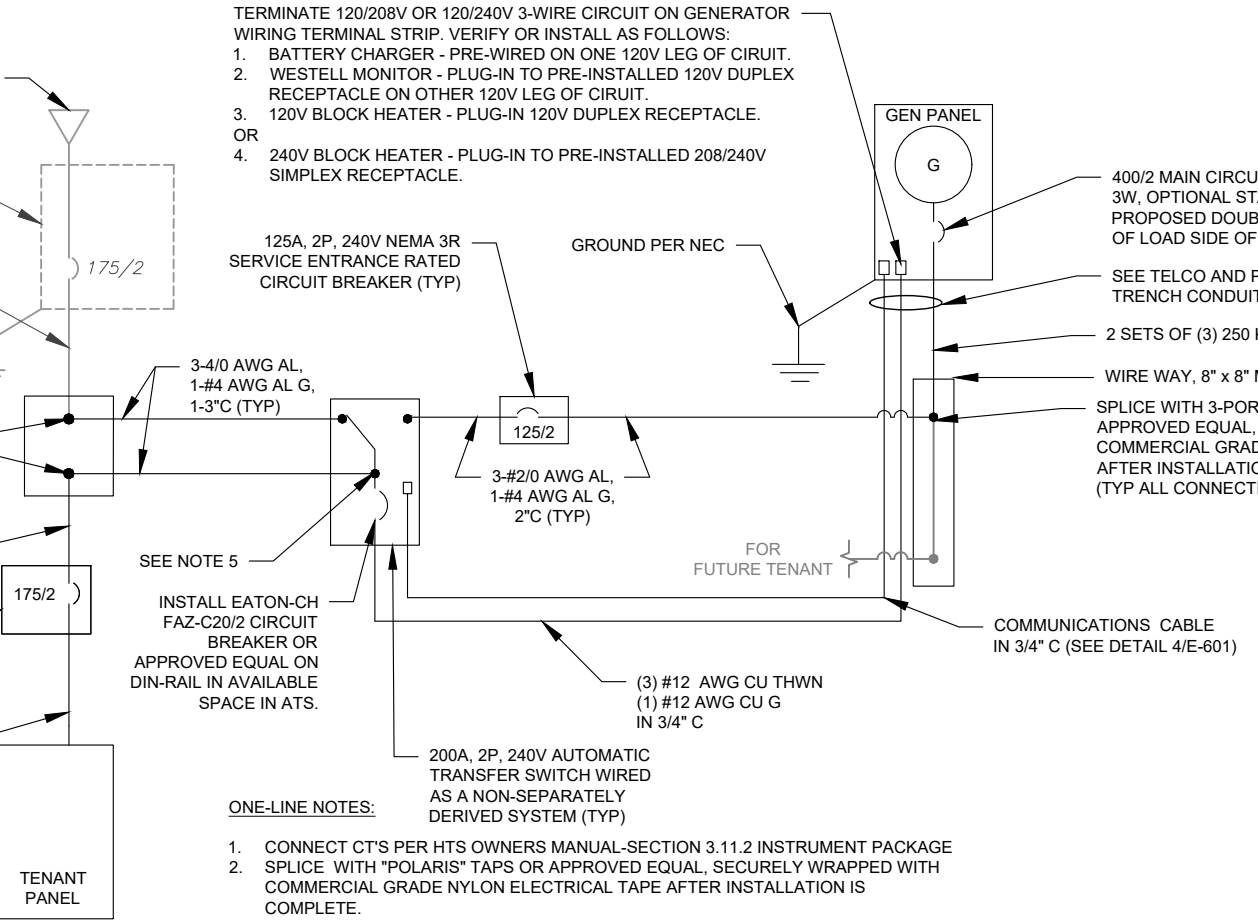 TERMINATE 120/208V OR 120/240V 3-WIRE CIRCUIT ON GENERATOR
WIRING TERMINAL STRIP. VERIFY OR INSTALL AS FOLLOWS:
1. BATTERY CHARGER - PRE-WIRED ON ONE 120V LEG OF CIRUIT.
2. WESTELL MONITOR - PLUG-IN TO PRE-INSTALLED 120V DUPLEX
RECEPTACLE ON OTHER 120V LEG OF CIRUIT.
3. 120V BLOCK HEATER - PLUG-IN 120V DUPLEX RECEPTACLE.
OR
4. 240V BLOCK HEATER - PLUG-IN TO PRE-INSTALLED 208/240V
SIMPLEX RECEPTACLE.
GEN PANEL
G
400/2 MAIN CIRCU
3W, OPTIONAL STA
PROPOSED DOUB
OF LOAD SIDE OF
175/2
125A, 2P, 240V NEMA 3R
SERVICE ENTRANCE RATED
CIRCUIT BREAKER (TYP)
GROUND PER NEC
SEE TELCO AND P
TRENCH CONDUIT
2 SETS OF (3) 250
WIRE WAY, 8" x 8"
3-4/0 AWG AL,
1-#4 AWG AL G,
1-3"C (TYP)
125/2
SPLICE WITH 3-POR
APPROVED EQUAL,
COMMERCIAL GRAD
AFTER INSTALLATIO
(TYP ALL CONNECTI
3-#2/0 AWG AL,
1-#4 AWG AL G,
2"C (TYP)
SEE NOTE 5
FOR
FUTURE TENANT
175/2
INSTALL EATON-CH
FAZ-C20/2 CIRCUIT
BREAKER OR
APPROVED EQUAL ON
DIN-RAIL IN AVAILABLE
SPACE IN ATS.
COMMUNICATIONS CABLE
IN 3/4" C (SEE DETAIL 4/E-601)
(3) #12 AWG CU THWN
(1) #12 AWG CU G
IN 3/4" C
200A, 2P, 240V AUTOMATIC
TRANSFER SWITCH WIRED
AS A NON-SEPARATELY
DERIVED SYSTEM (TYP)
ONE-LINE NOTES:
1. CONNECT CT'S PER HTS OWNERS MANUAL-SECTION 3.11.2 INSTRUMENT PACKAGE
2. SPLICE WITH "POLARIS" TAPS OR APPROVED EQUAL, SECURELY WRAPPED WITH
COMMERCIAL GRADE NYLON ELECTRICAL TAPE AFTER INSTALLATION IS
COMPLETE.
TENANT
PANEL